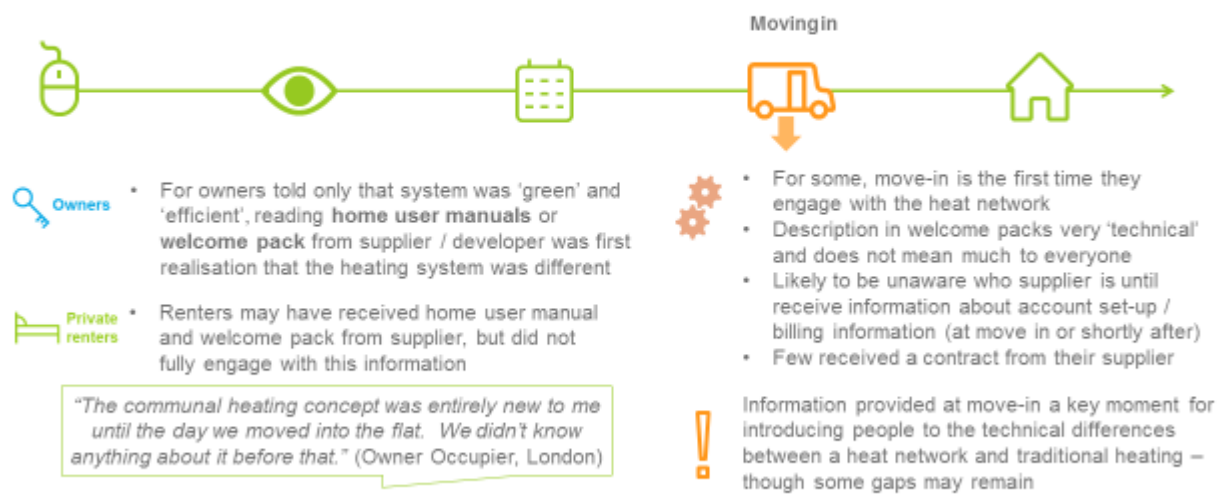 Movingin
Owners
• For owners told only that system was 'green' and
'efficient', reading home user manuals or
welcome pack from supplier / developer was first
realisation that the heating system was different
Private
renters
• Renters may have received home user manual
and welcome pack from supplier, but did not
fully engage with this information
"The communal heating concept was entirely new to me
until the day we moved into the flat. We didn't know
anything about it before that." (Owner Occupier, London)
• For some, move-in is the first time they
engage with the heat network
• Description in welcome packs very 'technical'
and does not mean much to everyone
• Likely to be unaware who supplier is until
receive information about account set-up /
billing information (at move in or shortly after)
• Few received a contract from their supplier
Information provided at move-in a key moment for
introducing people to the technical differences
between a heat network and traditional heating –
though some gaps may remain